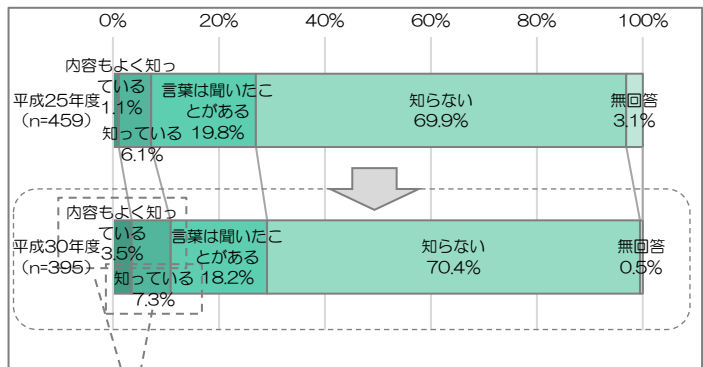 0% 20% 40% 60% 80% 100%
平成25年度
(n=459)
内容もよく知っ
ている
1.1%
知っている
6.1%
言葉は聞いたこ
とがある
19.8%
知らない
69.9%
無回答
3.1%
平成30年度
(n=395)
内容もよく知っ
ている
3.5%
知っている
7.3%
言葉は聞いたこ
とがある
18.2%
知らない
70.4%
無回答
0.5%